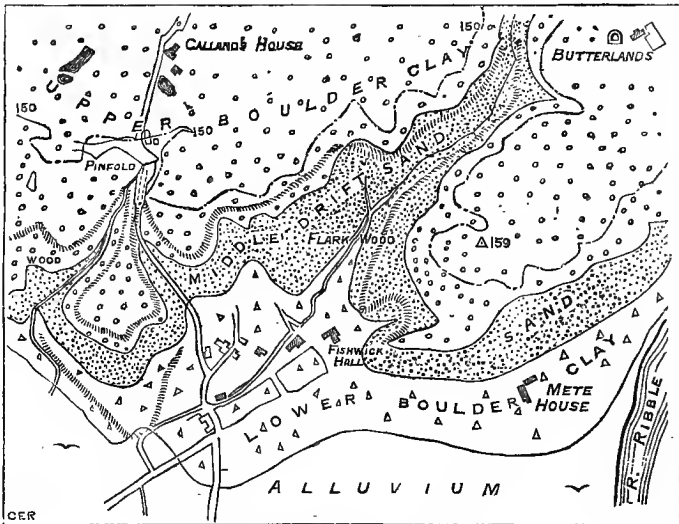 150
CALLAND'S HOUSE
BUTTERLANDS
UPPER BOULDER CLAY
150
150
PINFOLD
MIDDLE DRIFT SAND
FLARK WOOD
△159
WOOD
SAND
FISHWICK HALL
METE HOUSE
LOWER BOULDER CLAY
R. RIBBLE
ALLUVIUM
CER